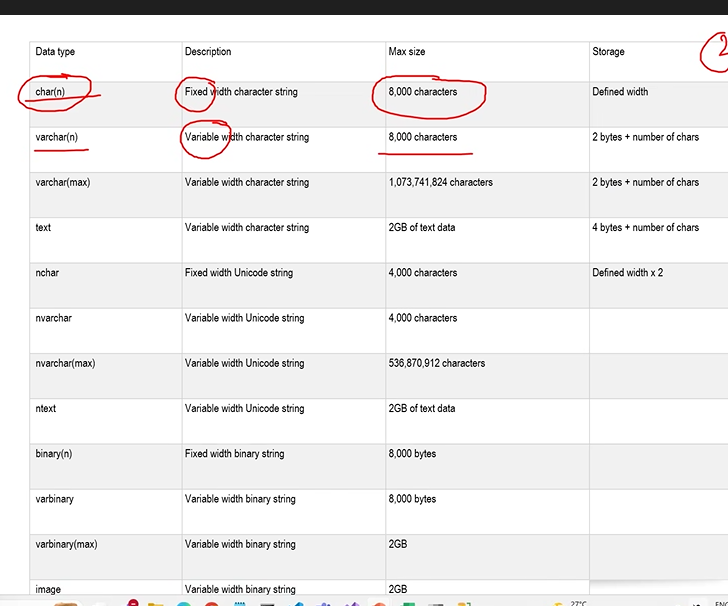 Data type Description Max size Storage
char(n) Fixed width character string 8,000 characters Defined width
varchar(n) Variable width character string 8,000 characters 2 bytes + number of chars
varchar(max) Variable width character string 1,073,741,824 characters 2 bytes + number of chars
text Variable width character string 2GB of text data 4 bytes + number of chars
nchar Fixed width Unicode string 4,000 characters Defined width x 2
nvarchar Variable width Unicode string 4,000 characters
nvarchar(max) Variable width Unicode string 536,870,912 characters
ntext Variable width Unicode string 2GB of text data
binary(n) Fixed width binary string 8,000 bytes
varbinary Variable width binary string 8,000 bytes
varbinary(max) Variable width binary string 2GB
image Variable width binary string 2GB
27°C